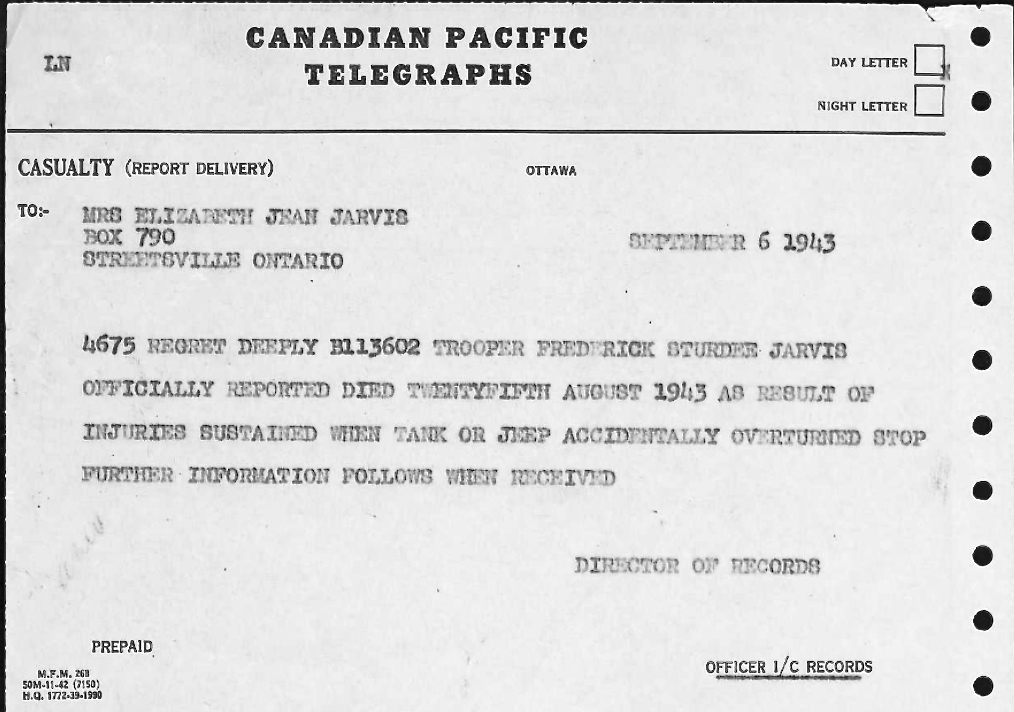 CANADIAN PACIFIC
TELEGRAPHS
LN
DAY LETTER
NIGHT LETTER
CASUALTY (REPORT DELIVERY)
OTTAWA
TO:- MRS ELIZABETH JEAN JARVIS
BOX 790
SEPTEMBER 6 1943
STREETSVILLE ONTARIO
4675 REGRET DEEPLY B113602 TROOPER FREDERICK STURDEE JARVIS
OFFICIALLY REPORTED DIED TWENTYFIFTH AUGUST 1943 AS RESULT OF
INJURIES SUSTAINED WHEN TANK OR JEEP ACCIDENTALLY OVERTURNED STOP
FURTHER INFORMATION FOLLOWS WHEN RECEIVED
DIRECTOR OF RECORDS
PREPAID
OFFICER I/C RECORDS
M.F.M. 268
50M-11-42 (7150)
H.Q. 1772-39-1990